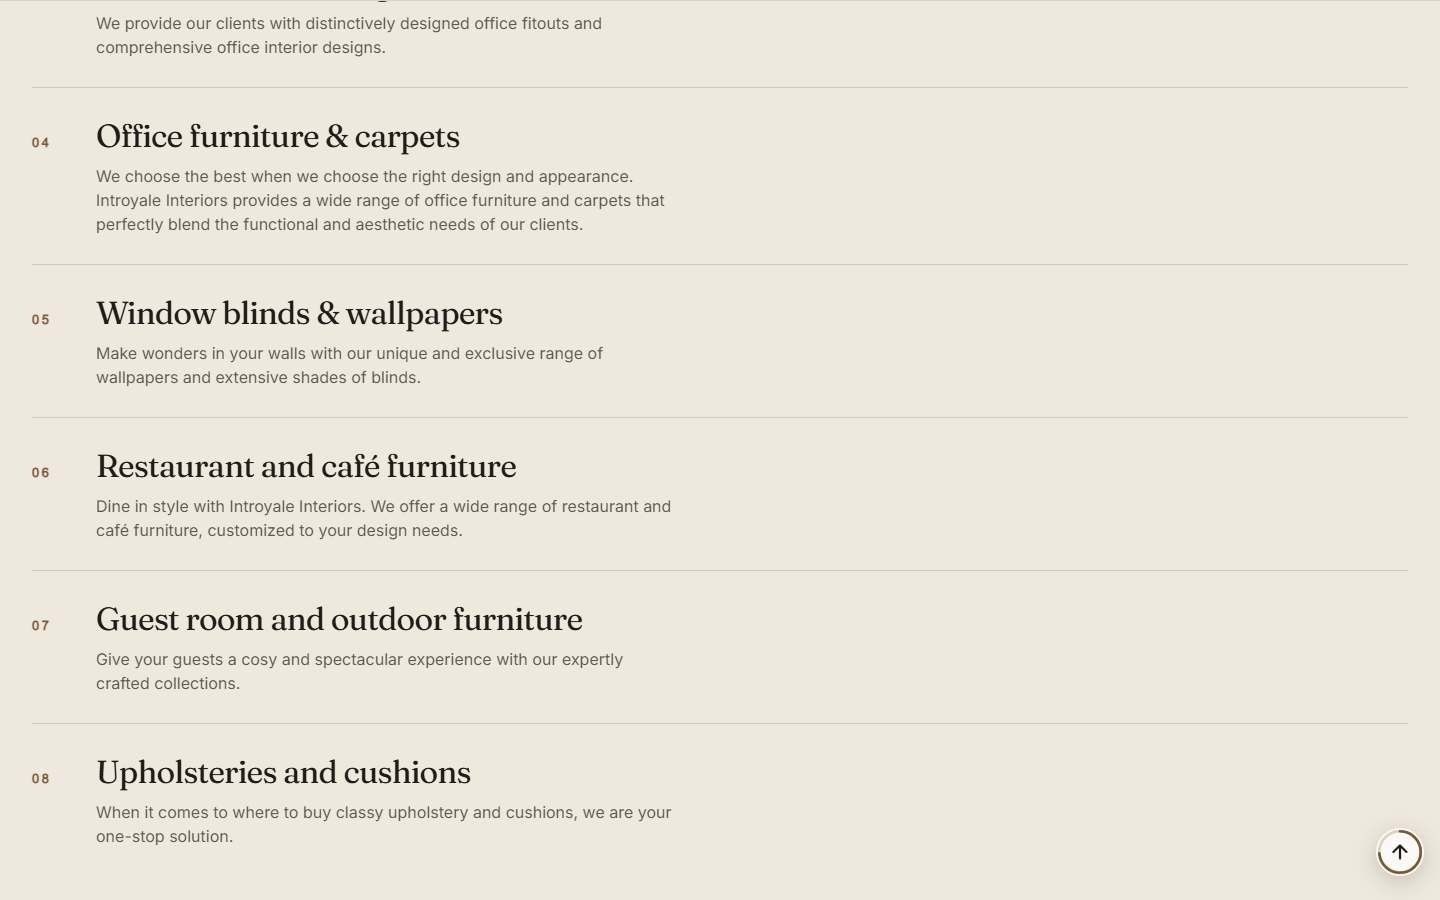 We provide our clients with distinctively designed office fitouts and
comprehensive office interior designs.
04
Office furniture & carpets
We choose the best when we choose the right design and appearance.
Introyale Interiors provides a wide range of office furniture and carpets that
perfectly blend the functional and aesthetic needs of our clients.
05
Window blinds & wallpapers
Make wonders in your walls with our unique and exclusive range of
wallpapers and extensive shades of blinds.
06
Restaurant and café furniture
Dine in style with Introyale Interiors. We offer a wide range of restaurant and
café furniture, customized to your design needs.
07
Guest room and outdoor furniture
Give your guests a cosy and spectacular experience with our expertly
crafted collections.
08
Upholsteries and cushions
When it comes to where to buy classy upholstery and cushions, we are your
one-stop solution.